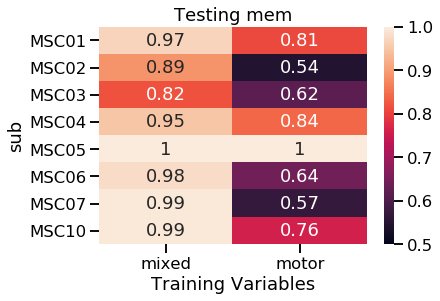 Testing mem
sub
MSC01 0.97 0.81
MSC02 0.89 0.54
MSC03 0.82 0.62
MSC04 0.95 0.84
MSC05 1 1
MSC06 0.98 0.64
MSC07 0.99 0.57
MSC10 0.99 0.76
mixed motor
Training Variables
1.0
0.9
0.8
0.7
0.6
0.5